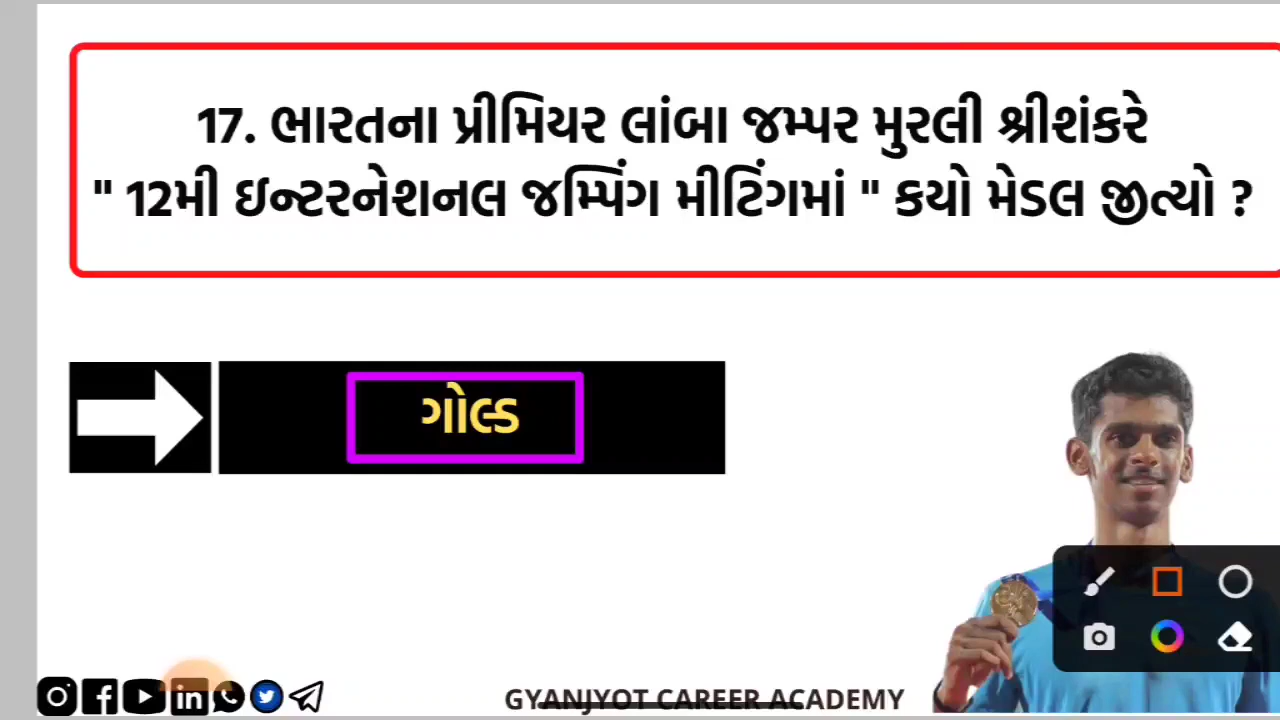 17. ભારતના પ્રીમિયર લાંબા જમ્પર મુરલી શ્રીશંકરે
" 12મી ઇન્ટરનેશનલ જમ્પિંગ મીટિંગમાં " કયો મેડલ જીત્યો ?
ગોલ્ડ
GYANJYOT CAREER ACADEMY